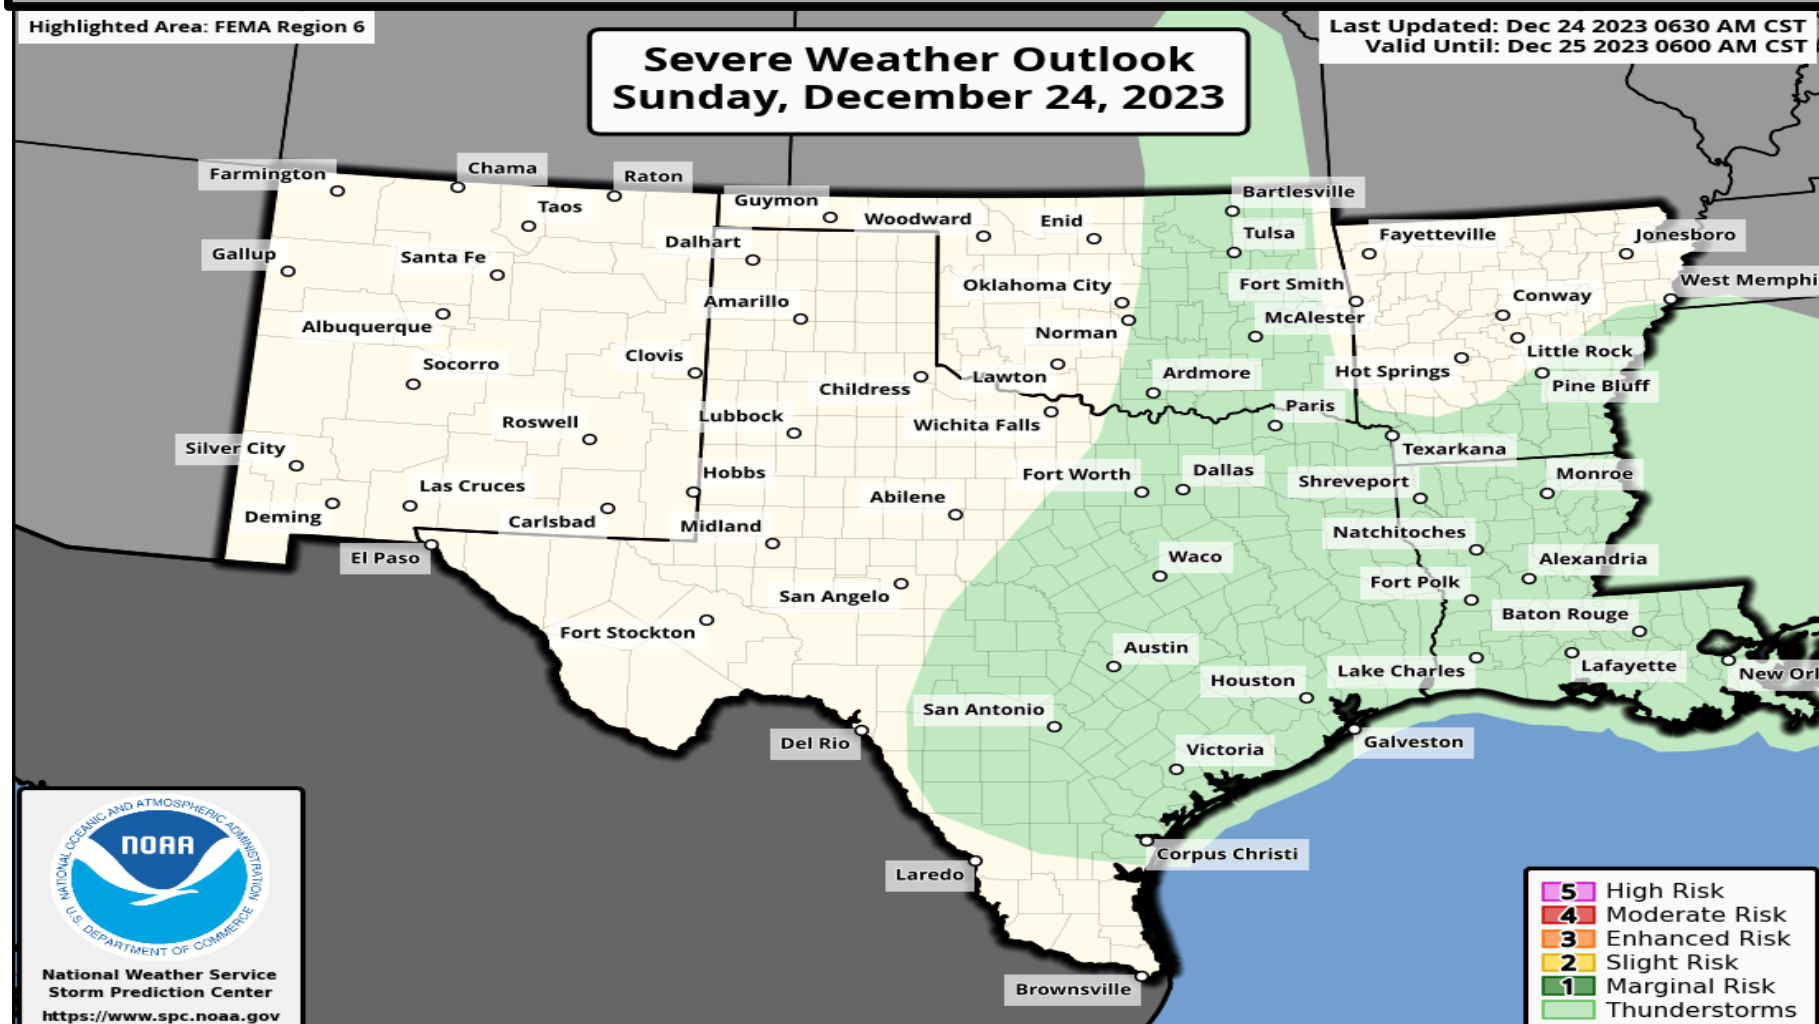 Highlighted Area: FEMA Region 6
Severe Weather Outlook
Sunday, December 24, 2023
Last Updated: Dec 24 2023 0630 AM CST
Valid Until: Dec 25 2023 0600 AM CST
Farmington
Chama
Raton
Taos
Guymon
Woodward
Enid
Bartlesville
Tulsa
Fayetteville
Jonesboro
Gallup
Santa Fe
Dalhart
Oklahoma City
Fort Smith
Conway
West Memphi
Albuquerque
Amarillo
Norman
McAlester
Little Rock
Socorro
Clovis
Childress
Lawton
Ardmore
Hot Springs
Pine Bluff
Roswell
Lubbock
Wichita Falls
Paris
Texarkana
Silver City
Las Cruces
Hobbs
Abilene
Fort Worth
Dallas
Shreveport
Monroe
Deming
Carlsbad
Midland
Natchitoches
El Paso
San Angelo
Waco
Fort Polk
Alexandria
Fort Stockton
Austin
Baton Rouge
Houston
Lake Charles
Lafayette
New Orl
San Antonio
Del Rio
Victoria
Galveston
Laredo
Corpus Christi
Brownsville
NATIONAL OCEANIC AND ATMOSPHERIC ADMINISTRATION
NOAA
U.S. DEPARTMENT OF COMMERCE
National Weather Service
Storm Prediction Center
https://www.spc.noaa.gov
5 High Risk
4 Moderate Risk
3 Enhanced Risk
2 Slight Risk
1 Marginal Risk
Thunderstorms